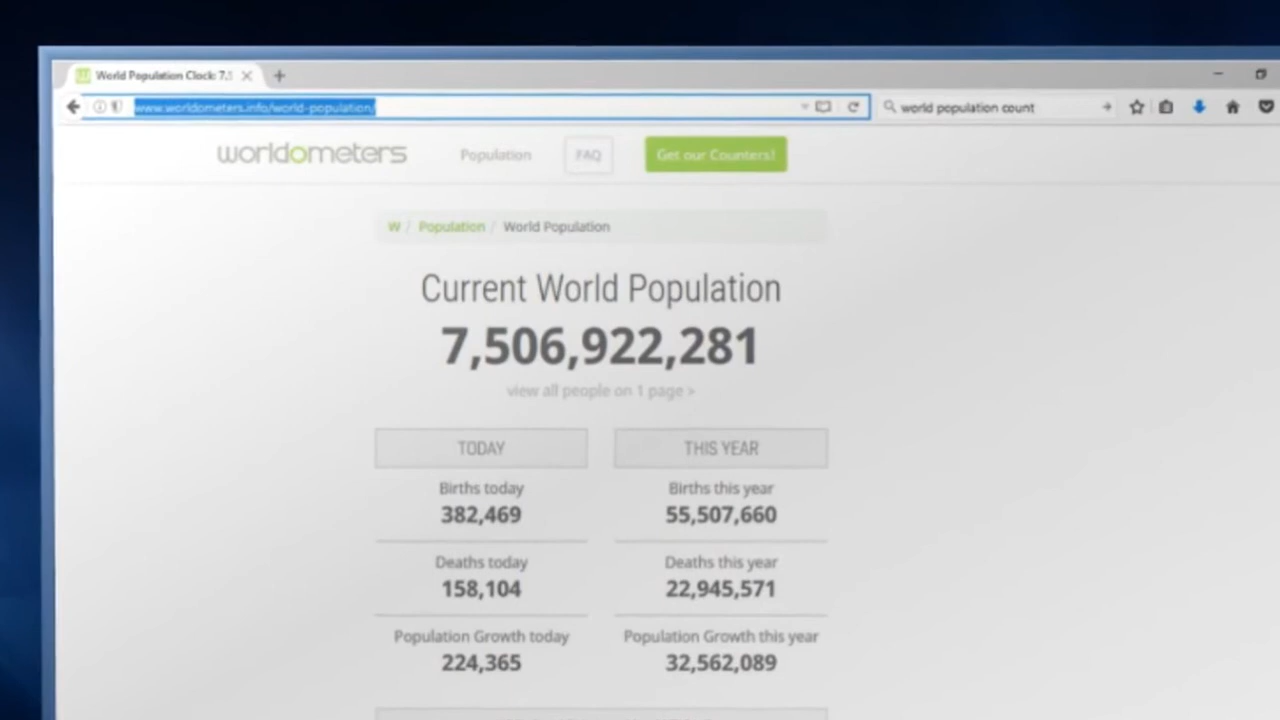 World Population Clock: 7.
www.worldometers.info/world-population/
world population count
worldometers
Population
FAQ
Get our Counters!
W / Population / World Population
Current World Population
7,506,922,281
view all people on 1 page >
TODAY
THIS YEAR
Births today
382,469
Births this year
55,507,660
Deaths today
158,104
Deaths this year
22,945,571
Population Growth today
224,365
Population Growth this year
32,562,089